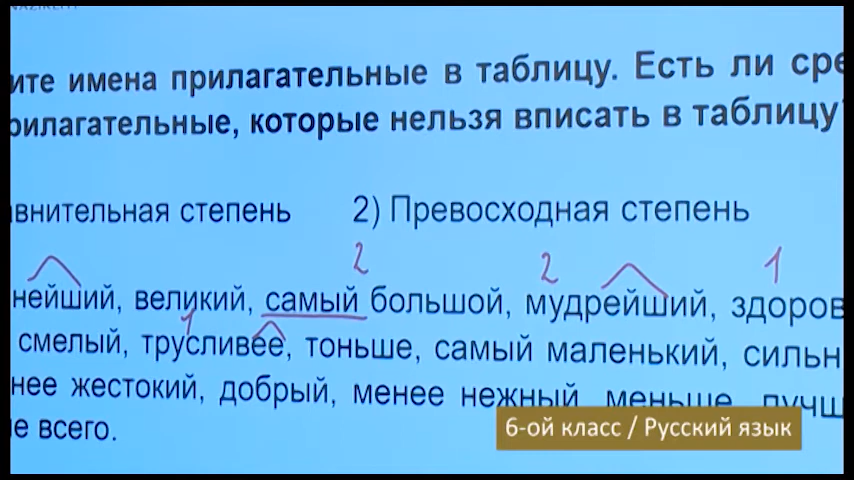 ите имена прилагательные в таблицу. Есть ли сре
рилагательные, которые нельзя вписать в таблицу
внительная степень 2) Превосходная степень
2 2 1
нейший, великий, самый большой, мудрейший, здоров
1
смелый, трусливее, тоньше, самый маленький, сильн
нее жестокий, добрый, менее нежный, меньше, лучш
е всего.
6-ой класс / Русский язык